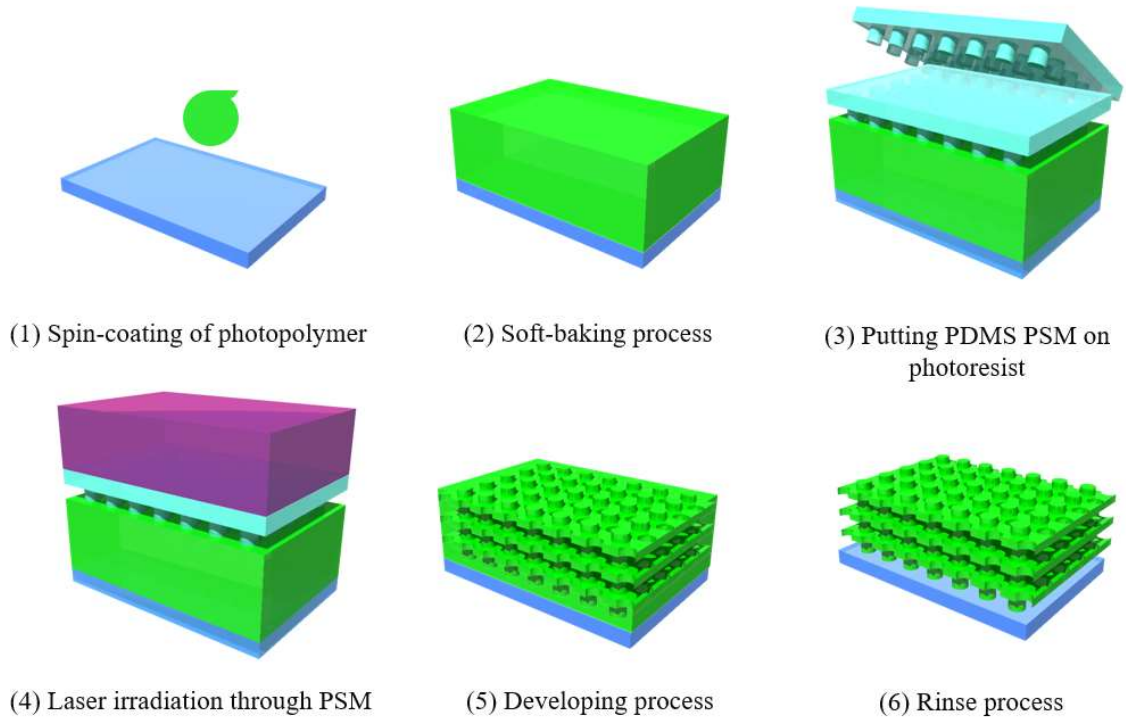 (1) Spin-coating of photopolymer
(2) Soft-baking process
(3) Putting PDMS PSM on
photoresist
(4) Laser irradiation through PSM
(5) Developing process
(6) Rinse process